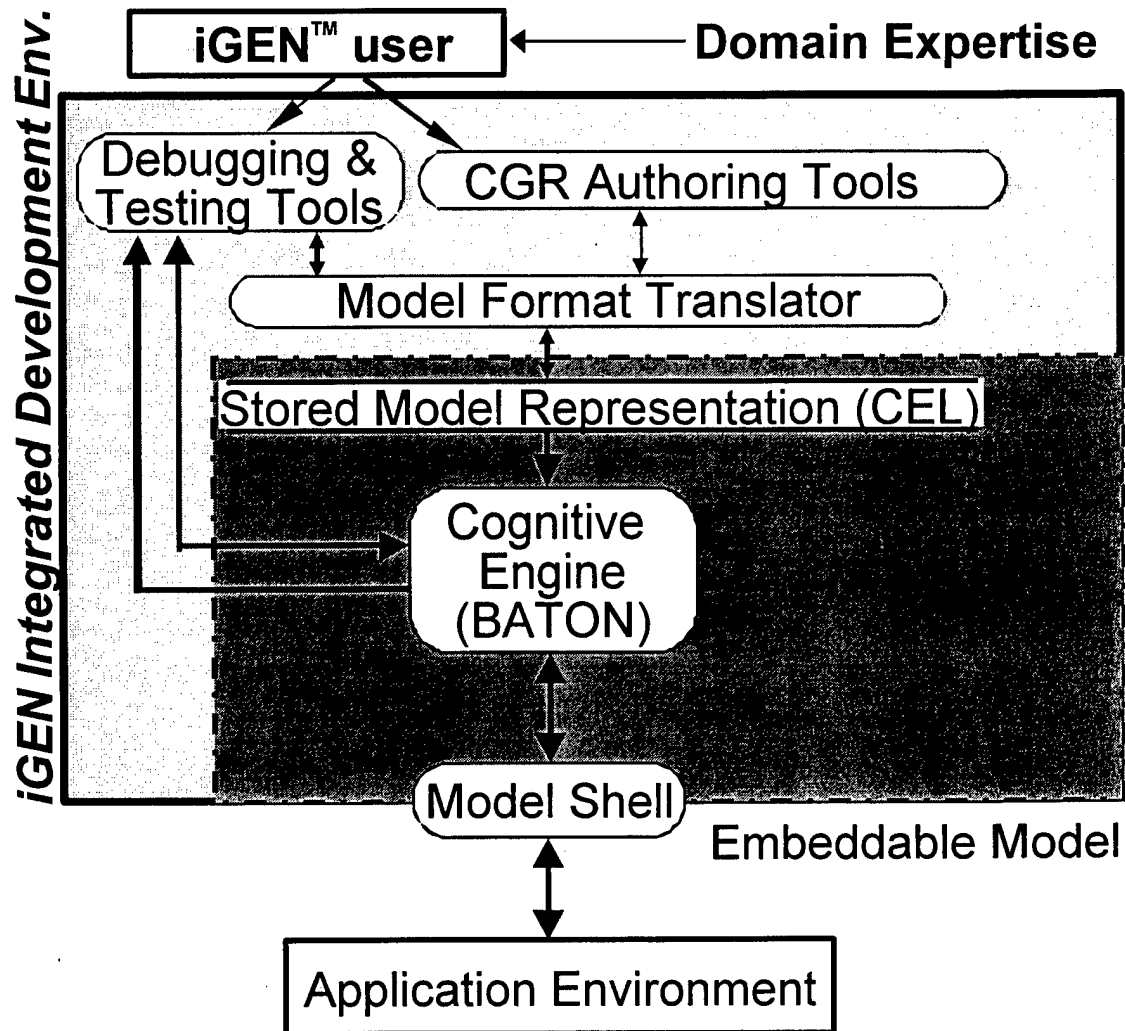 iGEN Integrated Development Env.
iGEN™ user
Domain Expertise
Debugging &
Testing Tools
CGR Authoring Tools
Model Format Translator
Stored Model Representation (CEL)
Cognitive
Engine
(BATON)
Model Shell
Embeddable Model
Application Environment